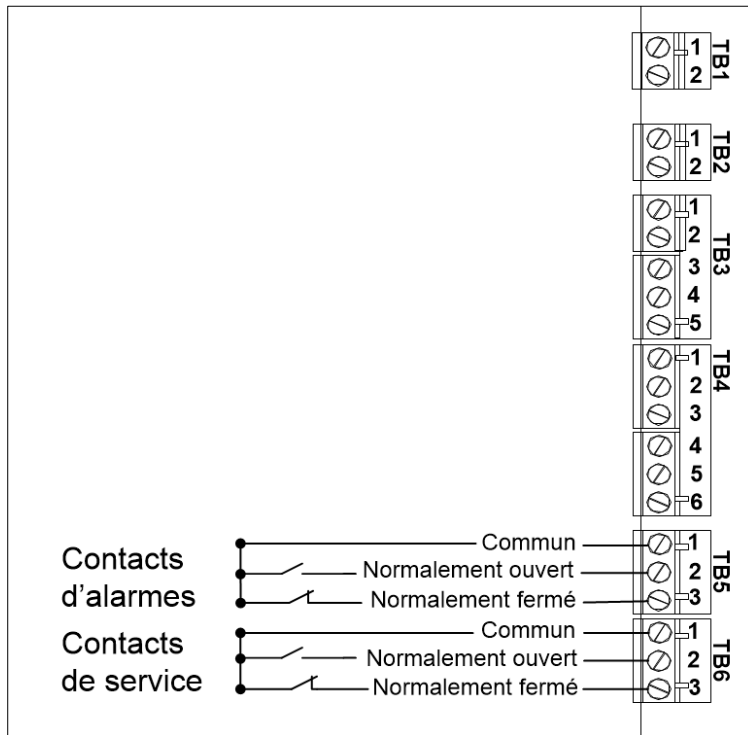 1
2
TB1
1
2
TB2
1
2
3
4
5
TB3
1
2
3
4
5
6
TB4
Contacts
d'alarmes
Commun
Normalement ouvert
Normalement fermé
1
2
3
TB5
Contacts
de service
Commun
Normalement ouvert
Normalement fermé
1
2
3
TB6